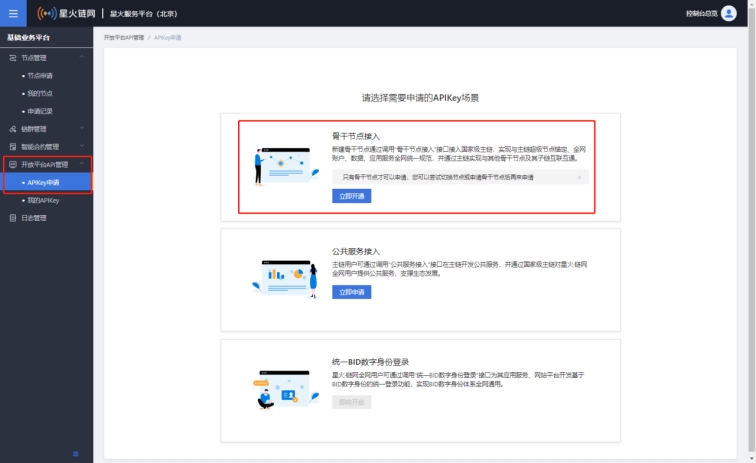 星火链网 星火服务平台（北京） 控制台总览
基础业务平台
节点管理
节点申请
我的节点
申请记录
链群管理
智能合约管理
开放平台API管理
APIKey申请
我的APIKey
日志管理
开放平台API管理 / APIKey申请
请选择需要申请的APIKey场景
骨干节点接入
新建骨干节点通过调用“骨干节点接入”接口接入国家级主链，实现与主链超级节点锚定、全网
账户、数据、应用服务全网统一规范，并通过主链实现与其他骨干节点及其子链互联互通。
只有骨干节点才可以申请，您可以尝试切换节点或申请骨干节点后再来申请
立即开通
公共服务接入
主链用户可通过调用“公共服务接入”接口在主链开发公共服务，并通过国家级主链对星火·链网
全网用户提供公共服务，支撑生态发展。
立即申请
统一BID数字身份登录
星火·链网全网用户可通过调用“统一BID数字身份登录”接口为其应用服务、网站平台开发基于
BID数字身份的统一登录功能，实现BID数字身份体系全网通用。